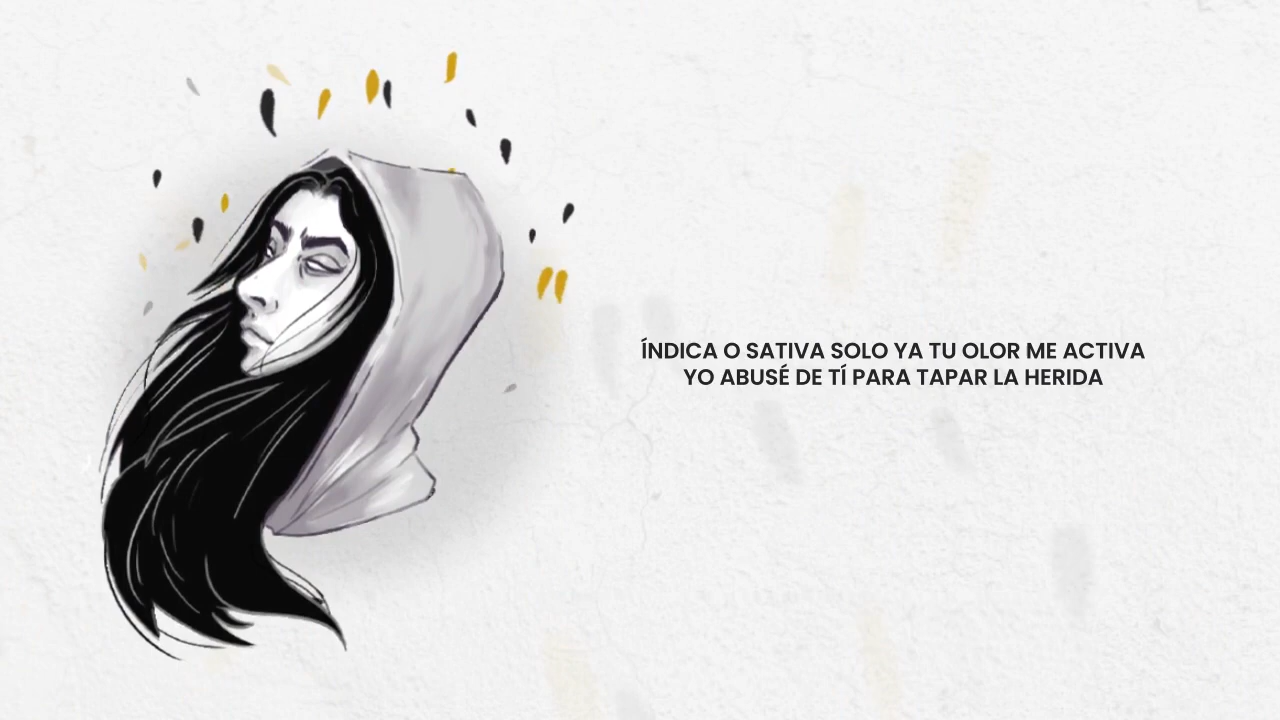 ÍNDICA O SATIVA SOLO YA TU OLOR ME ACTIVA
YO ABUSÉ DE TÍ PARA TAPAR LA HERIDA